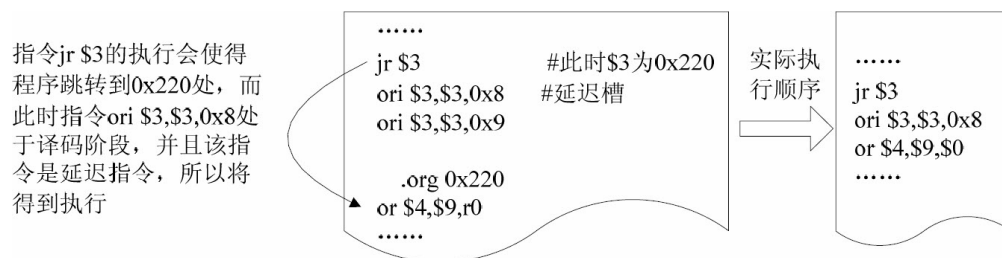 指令jr $3的执行会使得
程序跳转到0x220处，而
此时指令ori $3,$3,0x8处
于译码阶段，并且该指
令是延迟指令，所以将
得到执行
……
jr $3 #此时$3为0x220
ori $3,$3,0x8 #延迟槽
ori $3,$3,0x9
.org 0x220
or $4,$9,r0
……
实际执
行顺序
……
jr $3
ori $3,$3,0x8
or $4,$9,$0
……